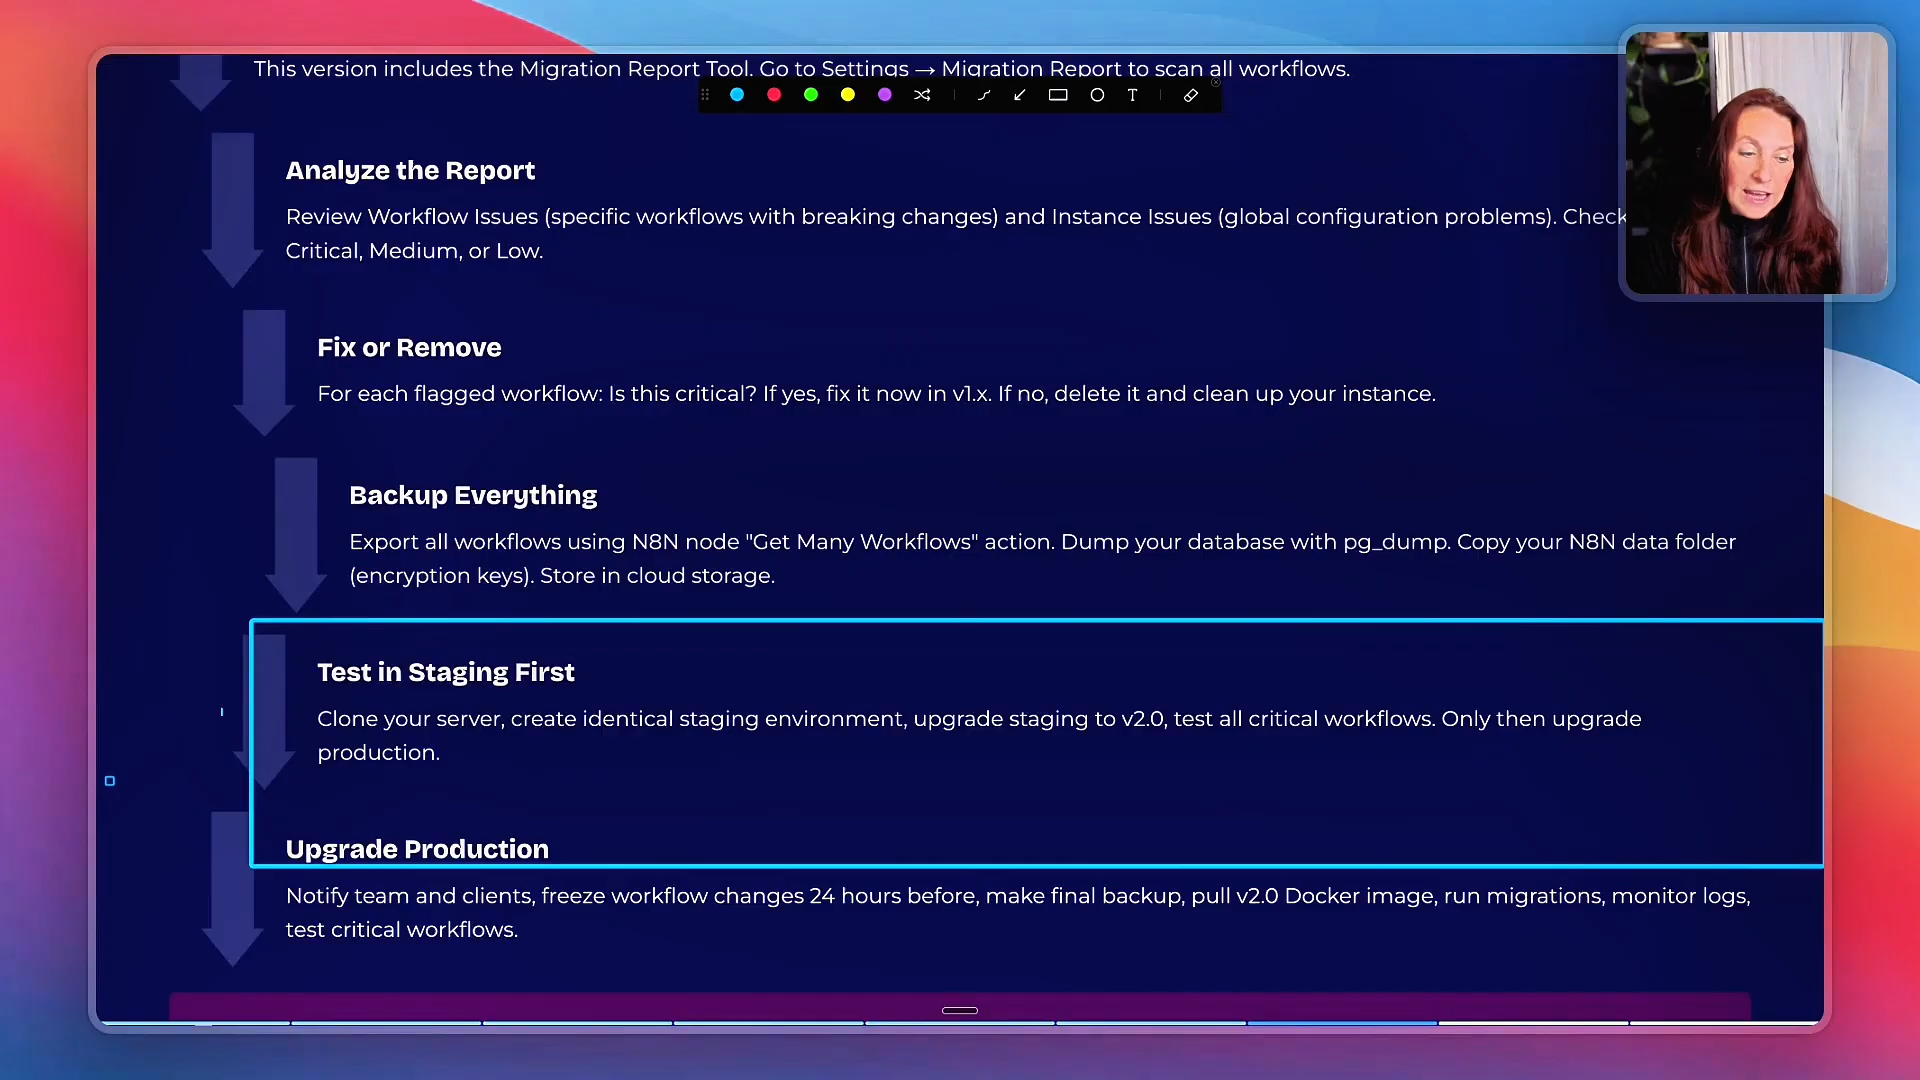 This version includes the Migration Report Tool. Go to Settings → Migration Report to scan all workflows.
T
Analyze the Report
Review Workflow Issues (specific workflows with breaking changes) and Instance Issues (global configuration problems). Check
Critical, Medium, or Low.
Fix or Remove
For each flagged workflow: Is this critical? If yes, fix it now in v1.x. If no, delete it and clean up your instance.
Backup Everything
Export all workflows using N8N node "Get Many Workflows" action. Dump your database with pg_dump. Copy your N8N data folder
(encryption keys). Store in cloud storage.
Test in Staging First
Clone your server, create identical staging environment, upgrade staging to v2.0, test all critical workflows. Only then upgrade
production.
Upgrade Production
Notify team and clients, freeze workflow changes 24 hours before, make final backup, pull v2.0 Docker image, run migrations, monitor logs,
test critical workflows.